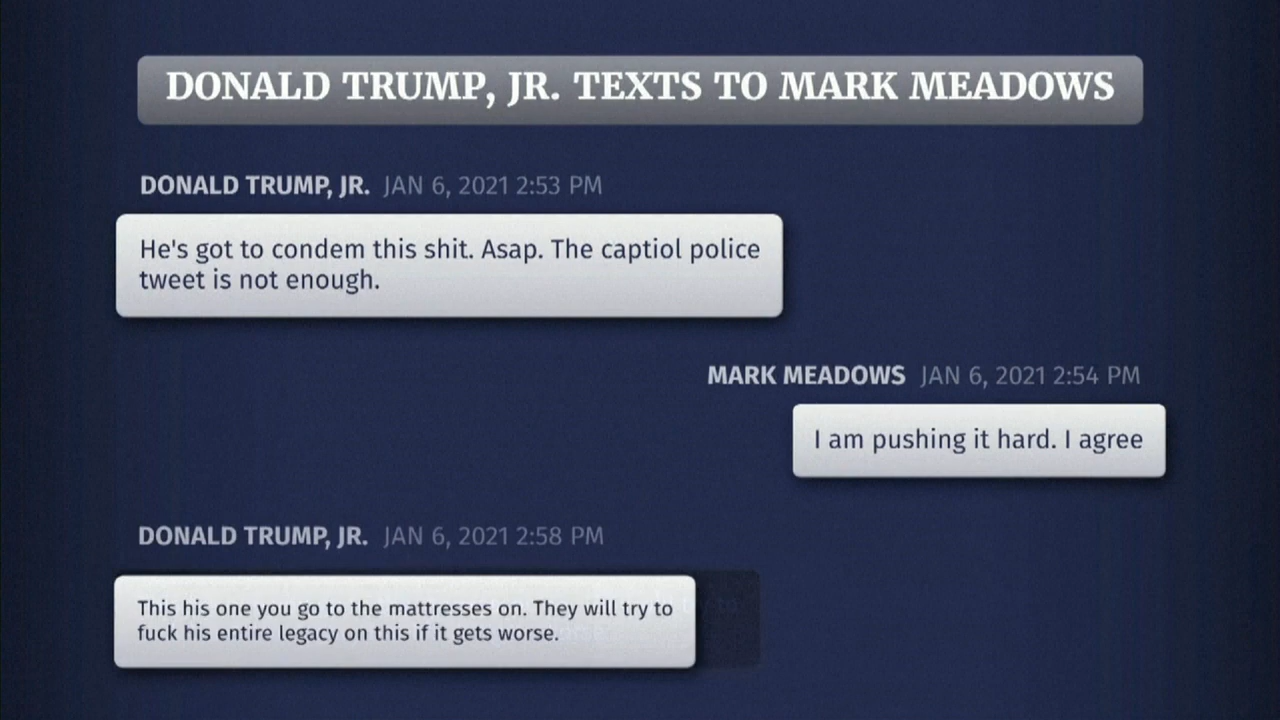 DONALD TRUMP, JR. TEXTS TO MARK MEADOWS
DONALD TRUMP, JR. JAN 6, 2021 2:53 PM
He's got to condem this shit. Asap. The captiol police
tweet is not enough.
MARK MEADOWS JAN 6, 2021 2:54 PM
I am pushing it hard. I agree
DONALD TRUMP, JR. JAN 6, 2021 2:58 PM
This his one you go to the mattresses on. They will try to
fuck his entire legacy on this if it gets worse.